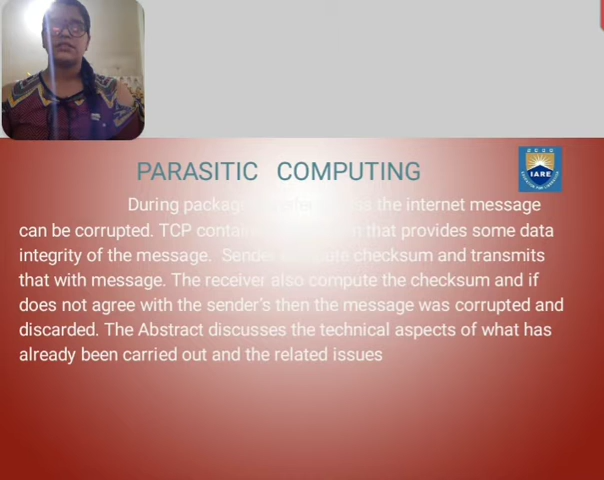 PARASITIC COMPUTING
IARE
During the internet message
can be corrupted. TCP that provides some data
integrity of the message. Sender checksum and transmits
that with message. The receiver also compute the checksum and if
does not agree with the sender's then the message was corrupted and
discarded. The Abstract discusses the technical aspects of what has
already been carried out and the related issues